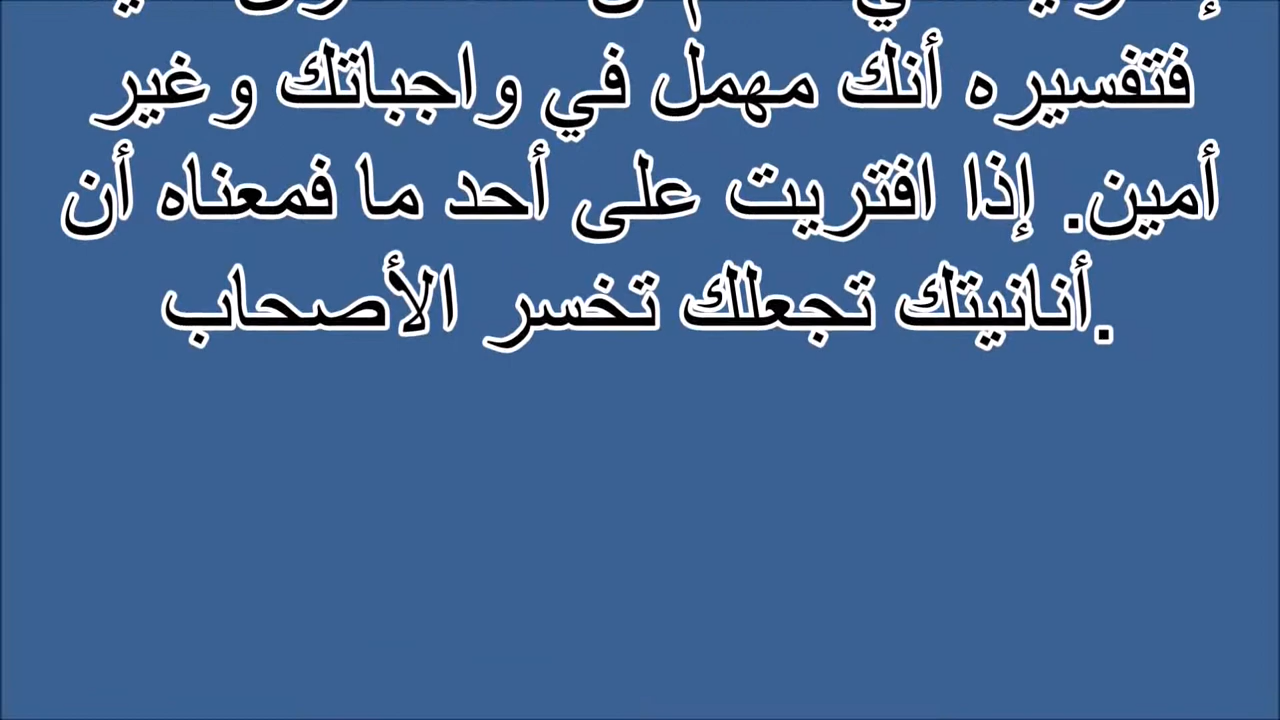 فتفسيره أنك مهمل في واجباتك وغير
أمين. إذا افتريت على أحد ما فمعناه أن
أنانيتك تجعلك تخسر الأصحاب.